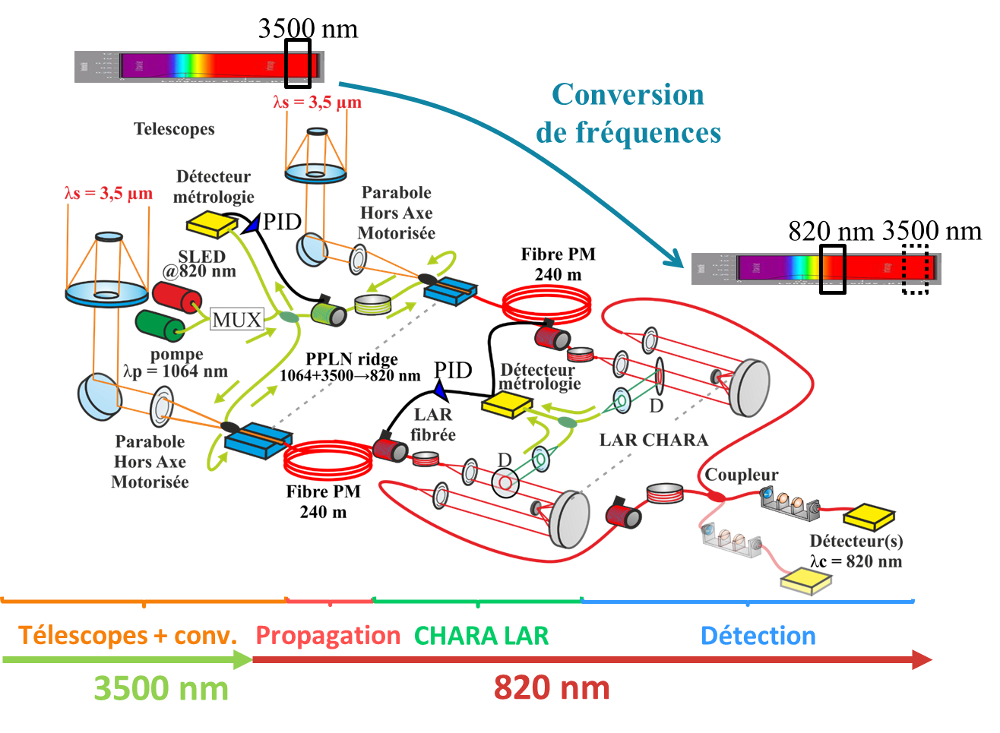 3500 nm
λs = 3,5 µm
Conversion
de fréquences
Telescopes
Détecteur
métrologie
λs = 3,5 µm
PID
Parabole
Hors Axe
Motorisée
820 nm
3500 nm
SLED
@820 nm
Fibre PM
240 m
MUX
pompe
λp = 1064 nm
PPLN ridge
1064+3500→820 nm
PID
Détecteur
métrologie
D
LAR
fibrée
LAR CHARA
Parabole
Hors Axe
Motorisée
D
Fibre PM
240 m
Coupleur
Détecteur(s)
λc = 820 nm
Télescopes + conv.
Propagation
CHARA LAR
Détection
3500 nm
820 nm